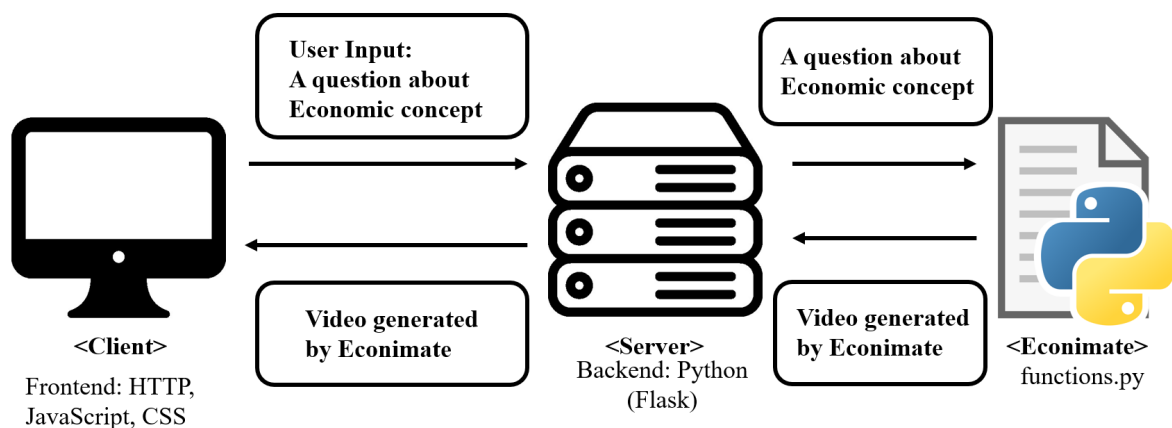 User Input:
A question about
Economic concept
A question about
Economic concept
Video generated
by Econimate
Video generated
by Econimate
<Client>
Frontend: HTTP,
JavaScript, CSS
<Server>
Backend: Python
(Flask)
<Econimate>
functions.py